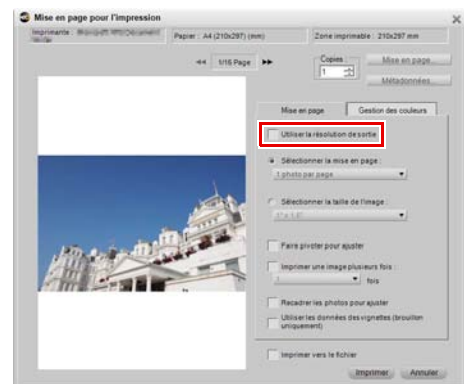 Mise en page pour l'impression
Imprimante : Microsoft XPS Document Writer
Papier : A4 (210x297) (mm)
Zone imprimable : 210x297 mm
1/16 Page
Copies :
1
Mise en page...
Métadonnées...
Mise en page
Gestion des couleurs
Utiliser la résolution de sortie
Sélectionner la mise en page :
1 photo par page
Sélectionner la taille de l'image :
Faire pivoter pour ajuster
Imprimer une image plusieurs fois :
fois
Recadrer les photos pour ajuster
Utiliser les données des vignettes (brouillon
uniquement)
Imprimer vers le fichier
Imprimer
Annuler